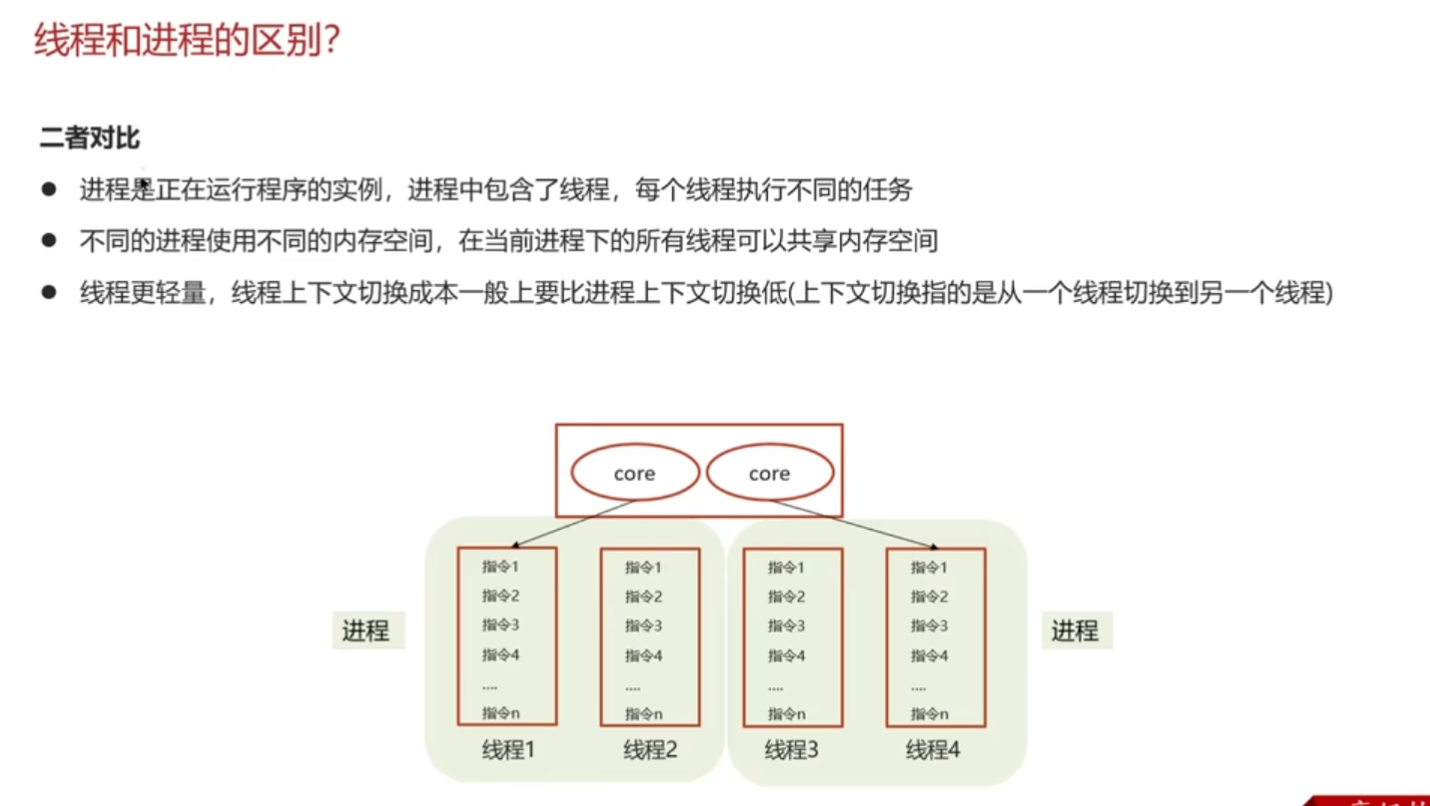 线程和进程的区别?
二者对比
● 进程是正在运行程序的实例，进程中包含了线程，每个线程执行不同的任务
● 不同的进程使用不同的内存空间，在当前进程下的所有线程可以共享内存空间
● 线程更轻量，线程上下文切换成本一般上要比进程上下文切换低(上下文切换指的是从一个线程切换到另一个线程)
core core
指令1 指令1 指令1 指令1
指令2 指令2 指令2 指令2
进程 指令3 指令3 指令3 指令3 进程
指令4 指令4 指令4 指令4
.... .... .... ....
指令n 指令n 指令n 指令n
线程1 线程2 线程3 线程4